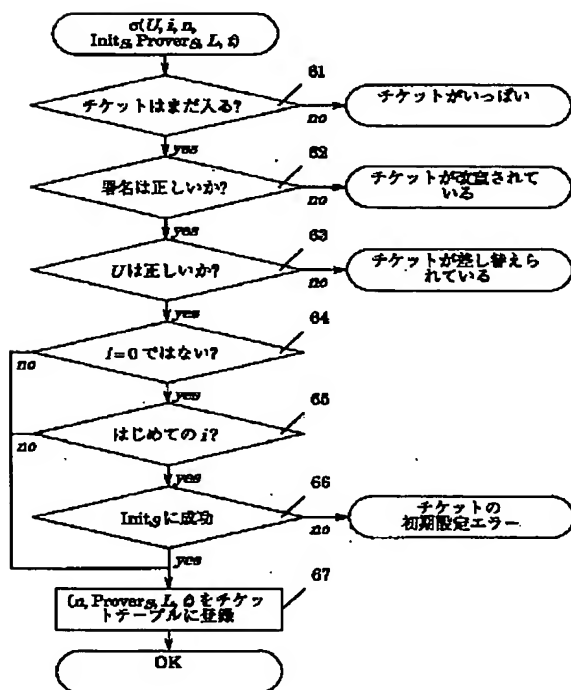 σ(U, i, n,
Init_S, Prover_S, L, t)
61
チケットはまだ入る?
no
チケットがいっぱい
yes
62
署名は正しいか?
no
チケットが改竄されて
いる
yes
63
Uは正しいか?
no
チケットが差し替えら
れている
yes
64
i=0ではない?
no
yes
65
はじめての i?
no
yes
66
Init_Sに成功
no
チケットの
初期設定エラー
yes
67
(n, Prover_S, L, t)をチケッ
トテーブルに登録
OK